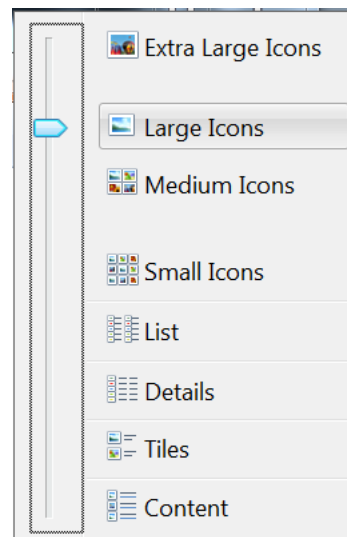 Extra Large Icons
Large Icons
Medium Icons
Small Icons
List
Details
Tiles
Content